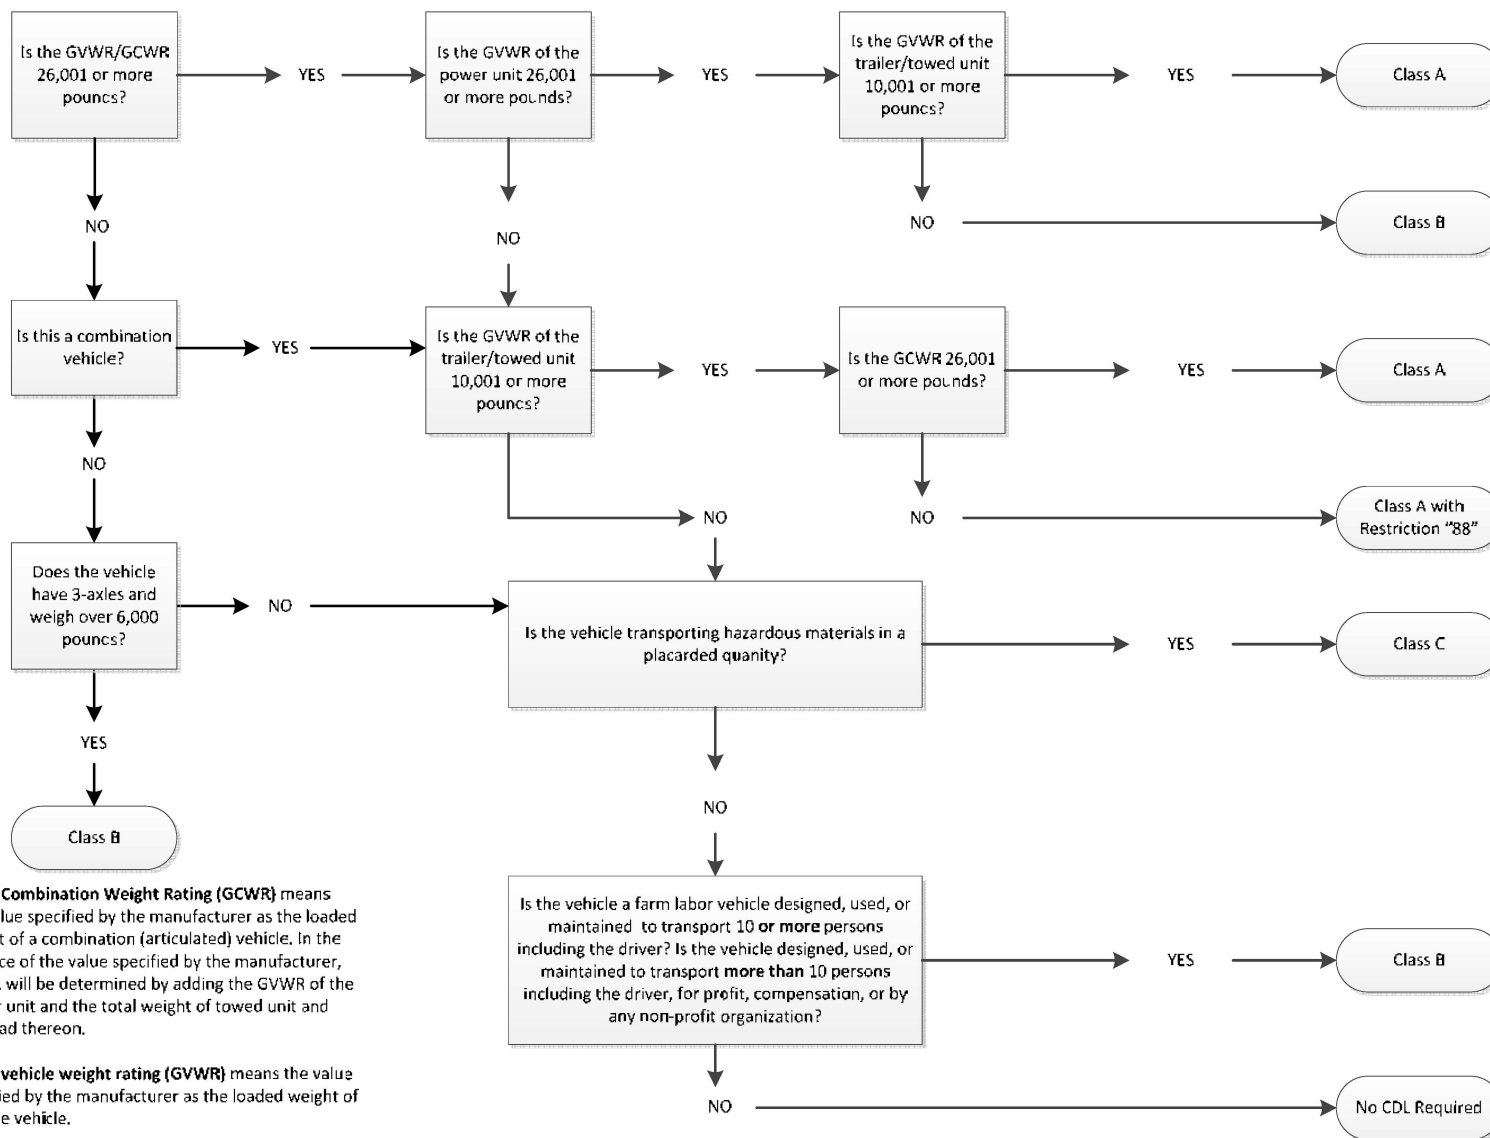 Is the GVWR/GCWR
26,001 or more
pouncs?
YES
Is the GVWR of the
power unit 26,001
or more pounds?
YES
Is the GVWR of the
trailer/towed unit
10,001 or more
pouncs?
YES
Class A
NO
NO
NO
Class B
Is this a combination
vehicle?
YES
Is the GVWR of the
trailer/towed unit
10,001 or more
pouncs?
YES
Is the GCWR 26,001
or more pounds?
YES
Class A
NO
NO
NO
Class A with
Restriction "88"
Does the vehicle
have 3-axles and
weigh over 6,000
pouncs?
NO
Is the vehicle transporting hazardous materials in a
placarded quanity?
YES
Class C
YES
NO
Class B
Is the vehicle a farm labor vehicle designed, used, or
maintained to transport 10 or more persons
including the driver? Is the vehicle designed, used, or
maintained to transport more than 10 persons
including the driver, for profit, compensation, or by
any non-profit organization?
YES
Class B
NO
No CDL Required
Combination Weight Rating (GCWR) means
lue specified by the manufacturer as the loaded
t of a combination (articulated) vehicle. In the
ce of the value specified by the manufacturer,
will be determined by adding the GVWR of the
r unit and the total weight of towed unit and
ad thereon.
vehicle weight rating (GVWR) means the value
ied by the manufacturer as the loaded weight of
e vehicle.